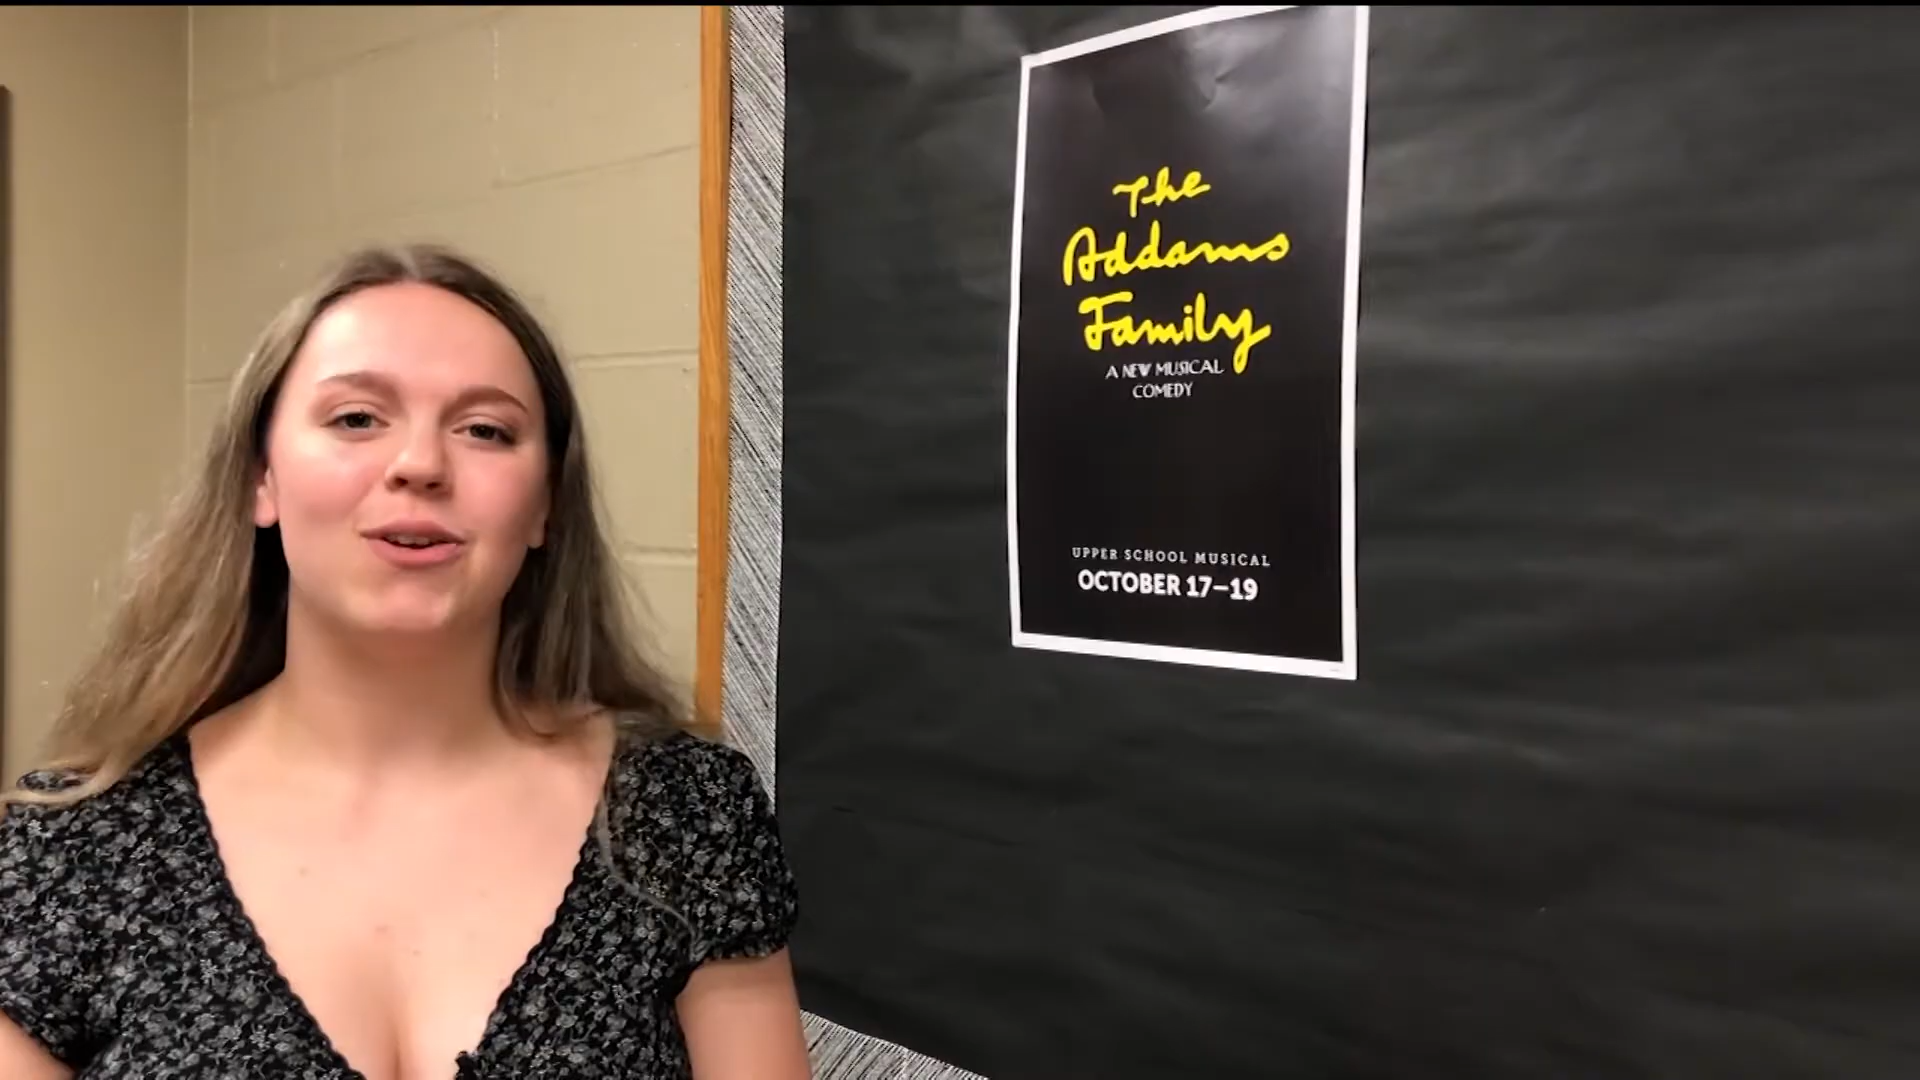 The
Addams
Family
A NEW MUSICAL
COMEDY
UPPER SCHOOL MUSICAL
OCTOBER 17–19